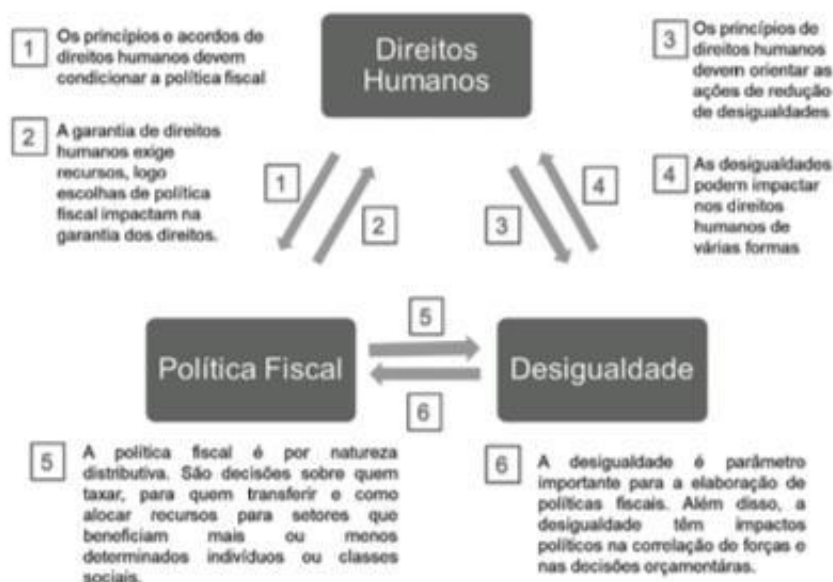 1
Os princípios e acordos de
direitos humanos devem
condicionar a política fiscal
2
A garantia de direitos
humanos exige
recursos, logo
escolhas de política
fiscal impactam na
garantia dos direitos.
Direitos
Humanos
3
Os princípios de
direitos humanos
devem orientar as
ações de redução
de desigualdades
4
As desigualdades
podem impactar
nos direitos
humanos de
várias formas
1
2
3
4
Política Fiscal
5
6
Desigualdade
5
A política fiscal é por natureza
distributiva. São decisões sobre quem
taxar, para quem transferir e como
alocar recursos para setores que
beneficiam mais ou menos
determinados indivíduos ou classes
sociais.
6
A desigualdade é parâmetro
importante para a elaboração de
políticas fiscais. Além disso, a
desigualdade têm impactos
políticos na correlação de forças e
nas decisões orçamentáras.